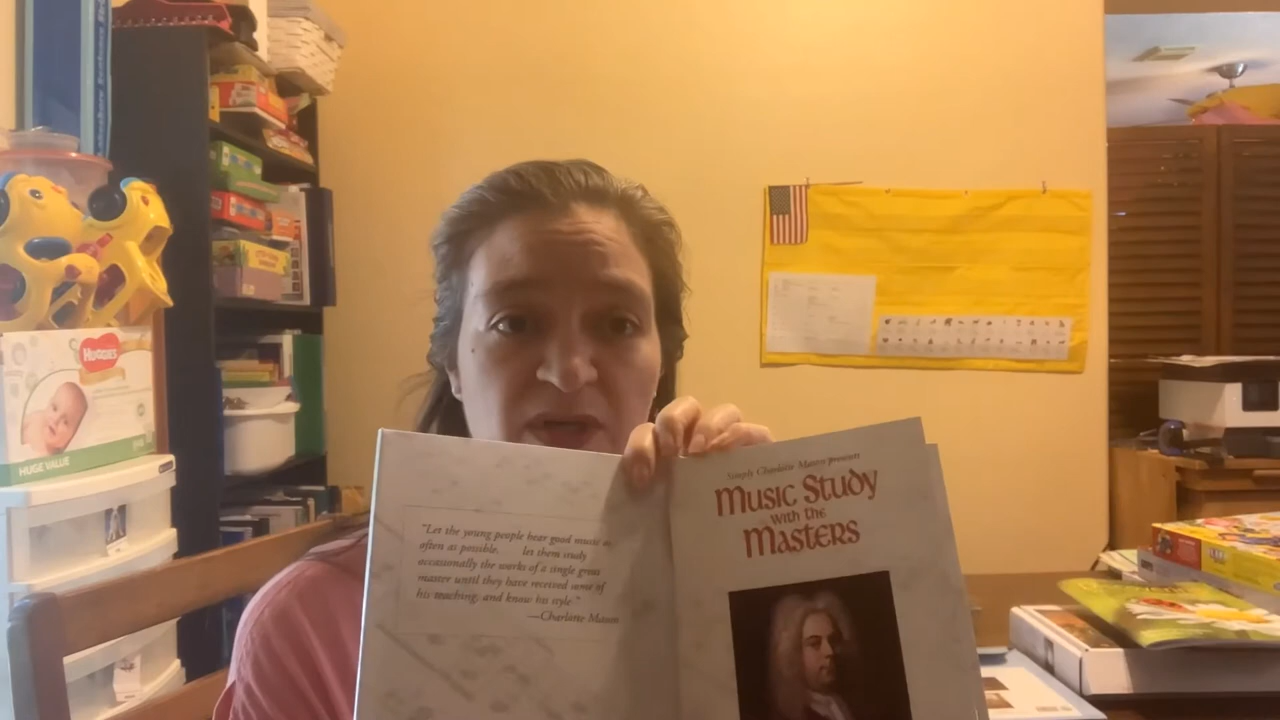 HUGGIES
HUGE VALUE
"Let the young people hear good music as
often as possible, let them study
occasionally the works of a single great
master until they have received some of
his teaching, and know his style."
—Charlotte Mason
Simply Charlotte Mason presents
Music Study
with the
Masters